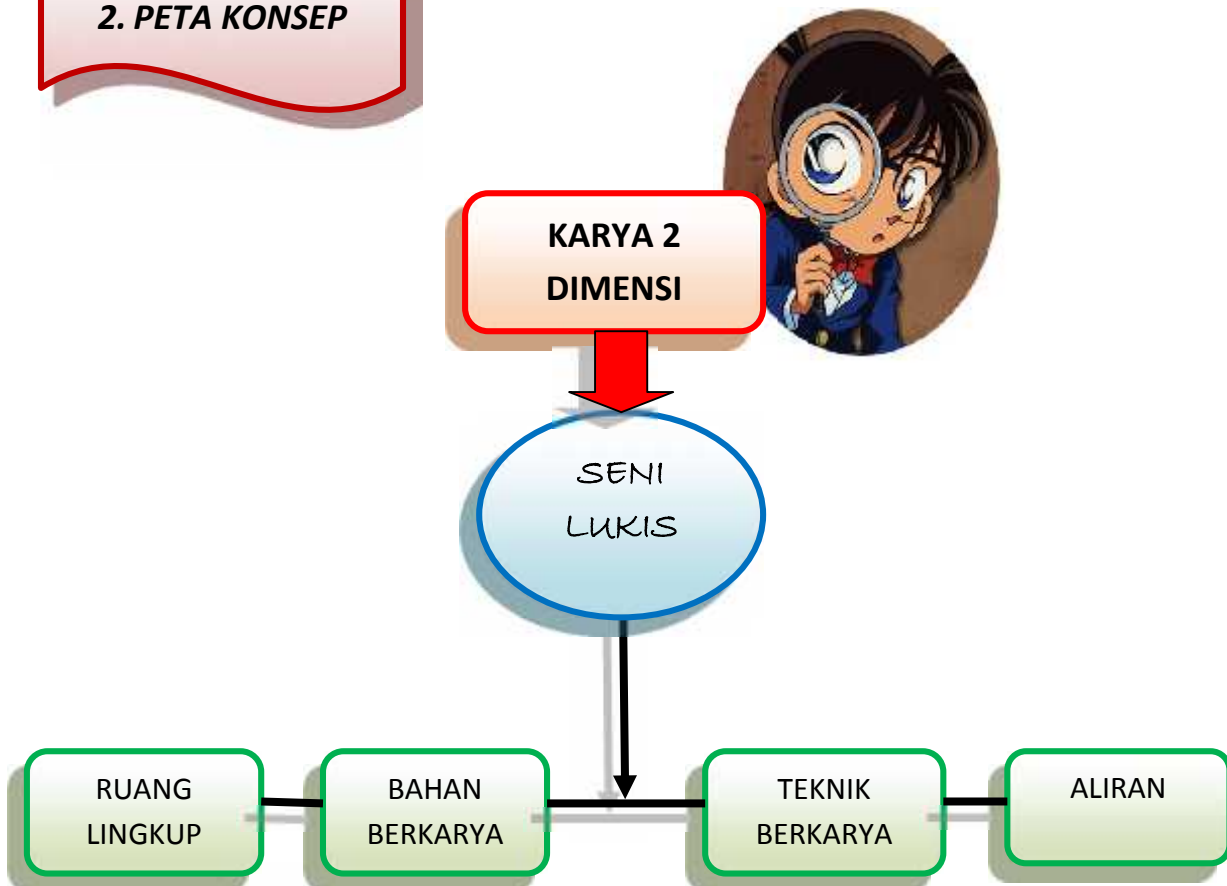 2. PETA KONSEP
KARYA 2
DIMENSI
SENI
LUKIS
RUANG
LINGKUP
BAHAN
BERKARYA
TEKNIK
BERKARYA
ALIRAN